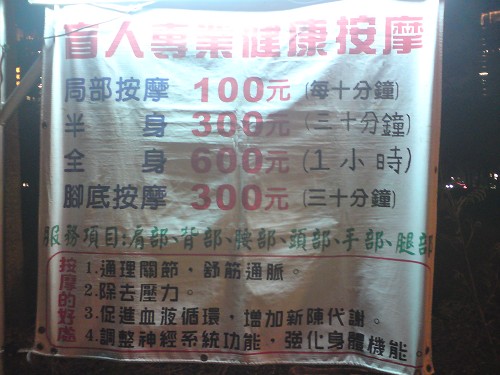 盲人專業健康按摩
局部按摩 100元 (每十分鐘)
半身 300元 (三十分鐘)
全身 600元 (1小時)
腳底按摩 300元 (三十分鐘)
服務項目:肩部、背部、腰部、頭部、手部、腿部
按摩的好處
1.通理關節、舒筋通脈。
2.除去壓力。
3.促進血液循環,增加新陳代謝。
4.調整神經系統功能,強化身體機能。